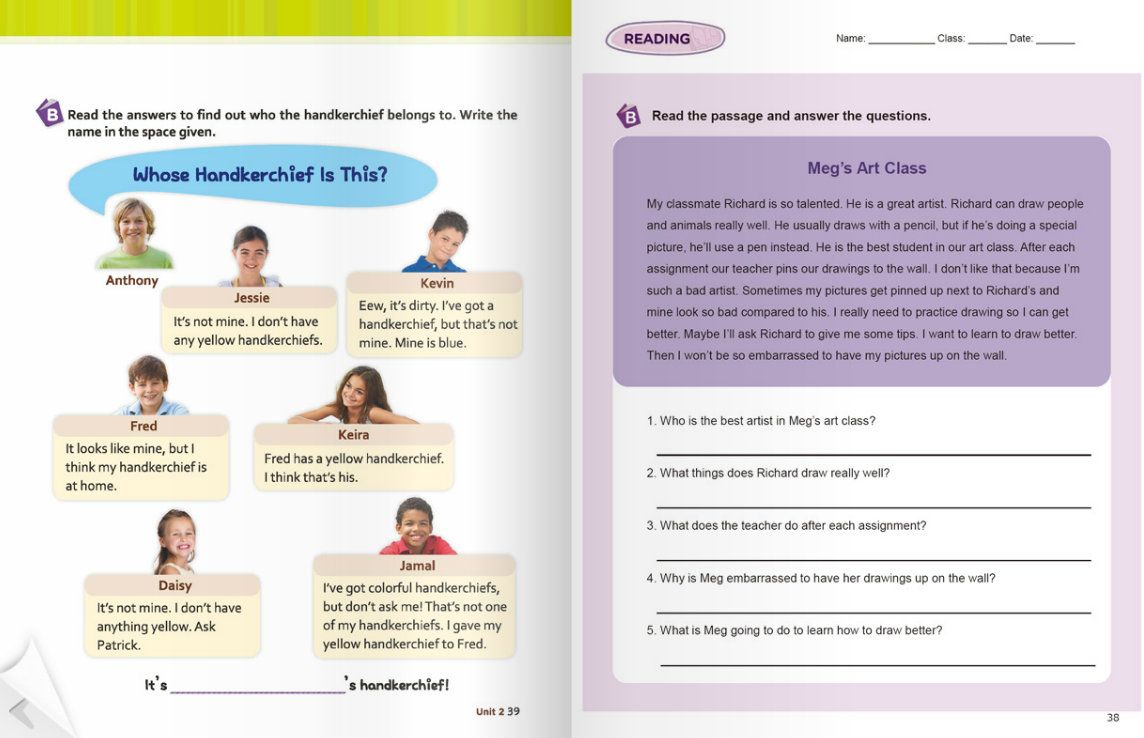 B Read the answers to find out who the handkerchief belongs to. Write the
name in the space given.
Whose Handkerchief Is This?
Anthony
Jessie
It's not mine. I don't have
any yellow handkerchiefs.
Kevin
Eew, it's dirty. I've got a
handkerchief, but that's not
mine. Mine is blue.
Fred
It looks like mine, but I
think my handkerchief is
at home.
Keira
Fred has a yellow handkerchief.
I think that's his.
Daisy
It's not mine. I don't have
anything yellow. Ask
Patrick.
Jamal
I've got colorful handkerchiefs,
but don't ask me! That's not one
of my handkerchiefs. I gave my
yellow handkerchief to Fred.
It's ______________ 's handkerchief!
Unit 2 39
READING
Name: __________ Class: ______ Date: ______
B Read the passage and answer the questions.
Meg's Art Class
My classmate Richard is so talented. He is a great artist. Richard can draw people
and animals really well. He usually draws with a pencil, but if he's doing a special
picture, he'll use a pen instead. He is the best student in our art class. After each
assignment our teacher pins our drawings to the wall. I don't like that because I'm
such a bad artist. Sometimes my pictures get pinned up next to Richard's and
mine look so bad compared to his. I really need to practice drawing so I can get
better. Maybe I'll ask Richard to give me some tips. I want to learn to draw better.
Then I won't be so embarrassed to have my pictures up on the wall.
1. Who is the best artist in Meg's art class?
2. What things does Richard draw really well?
3. What does the teacher do after each assignment?
4. Why is Meg embarrassed to have her drawings up on the wall?
5. What is Meg going to do to learn how to draw better?
38